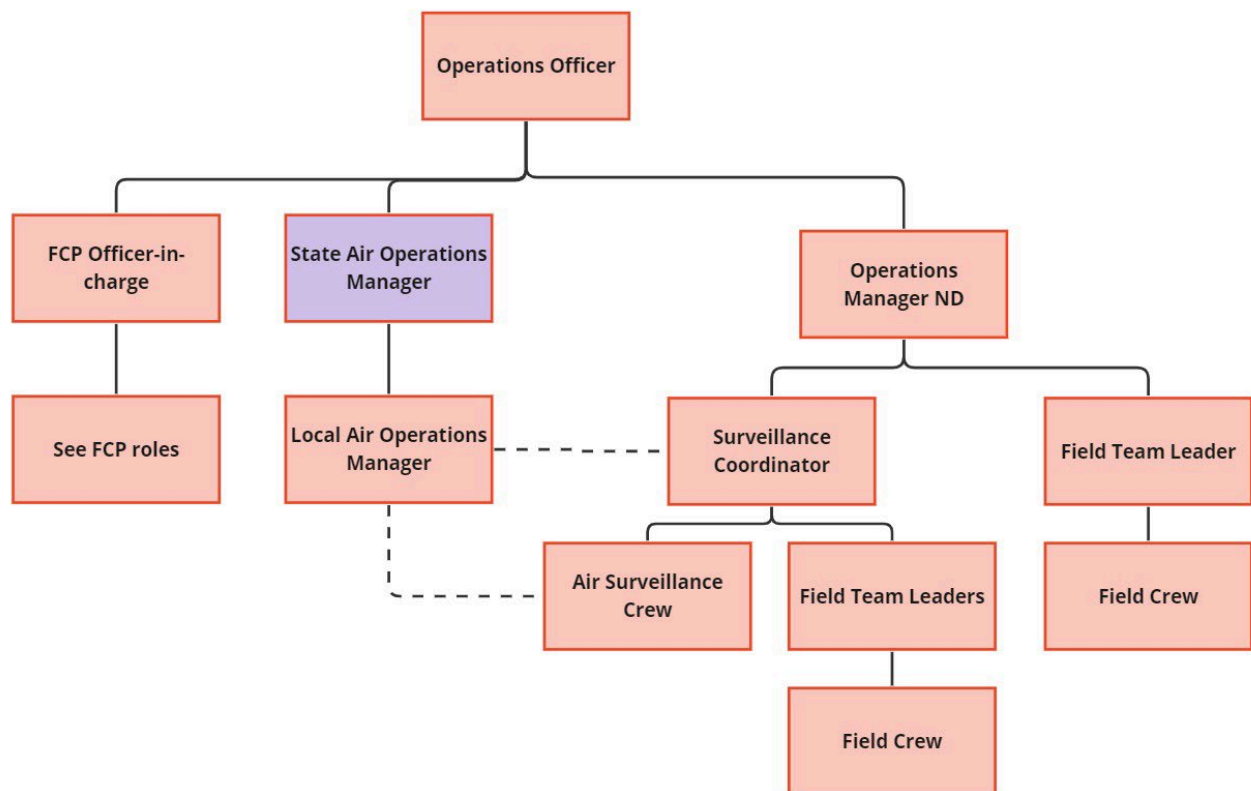 Operations Officer
FCP Officer-in-
charge
State Air Operations
Manager
Operations
Manager ND
See FCP roles
Local Air Operations
Manager
Surveillance
Coordinator
Field Team Leader
Air Surveillance
Crew
Field Team Leaders
Field Crew
Field Crew